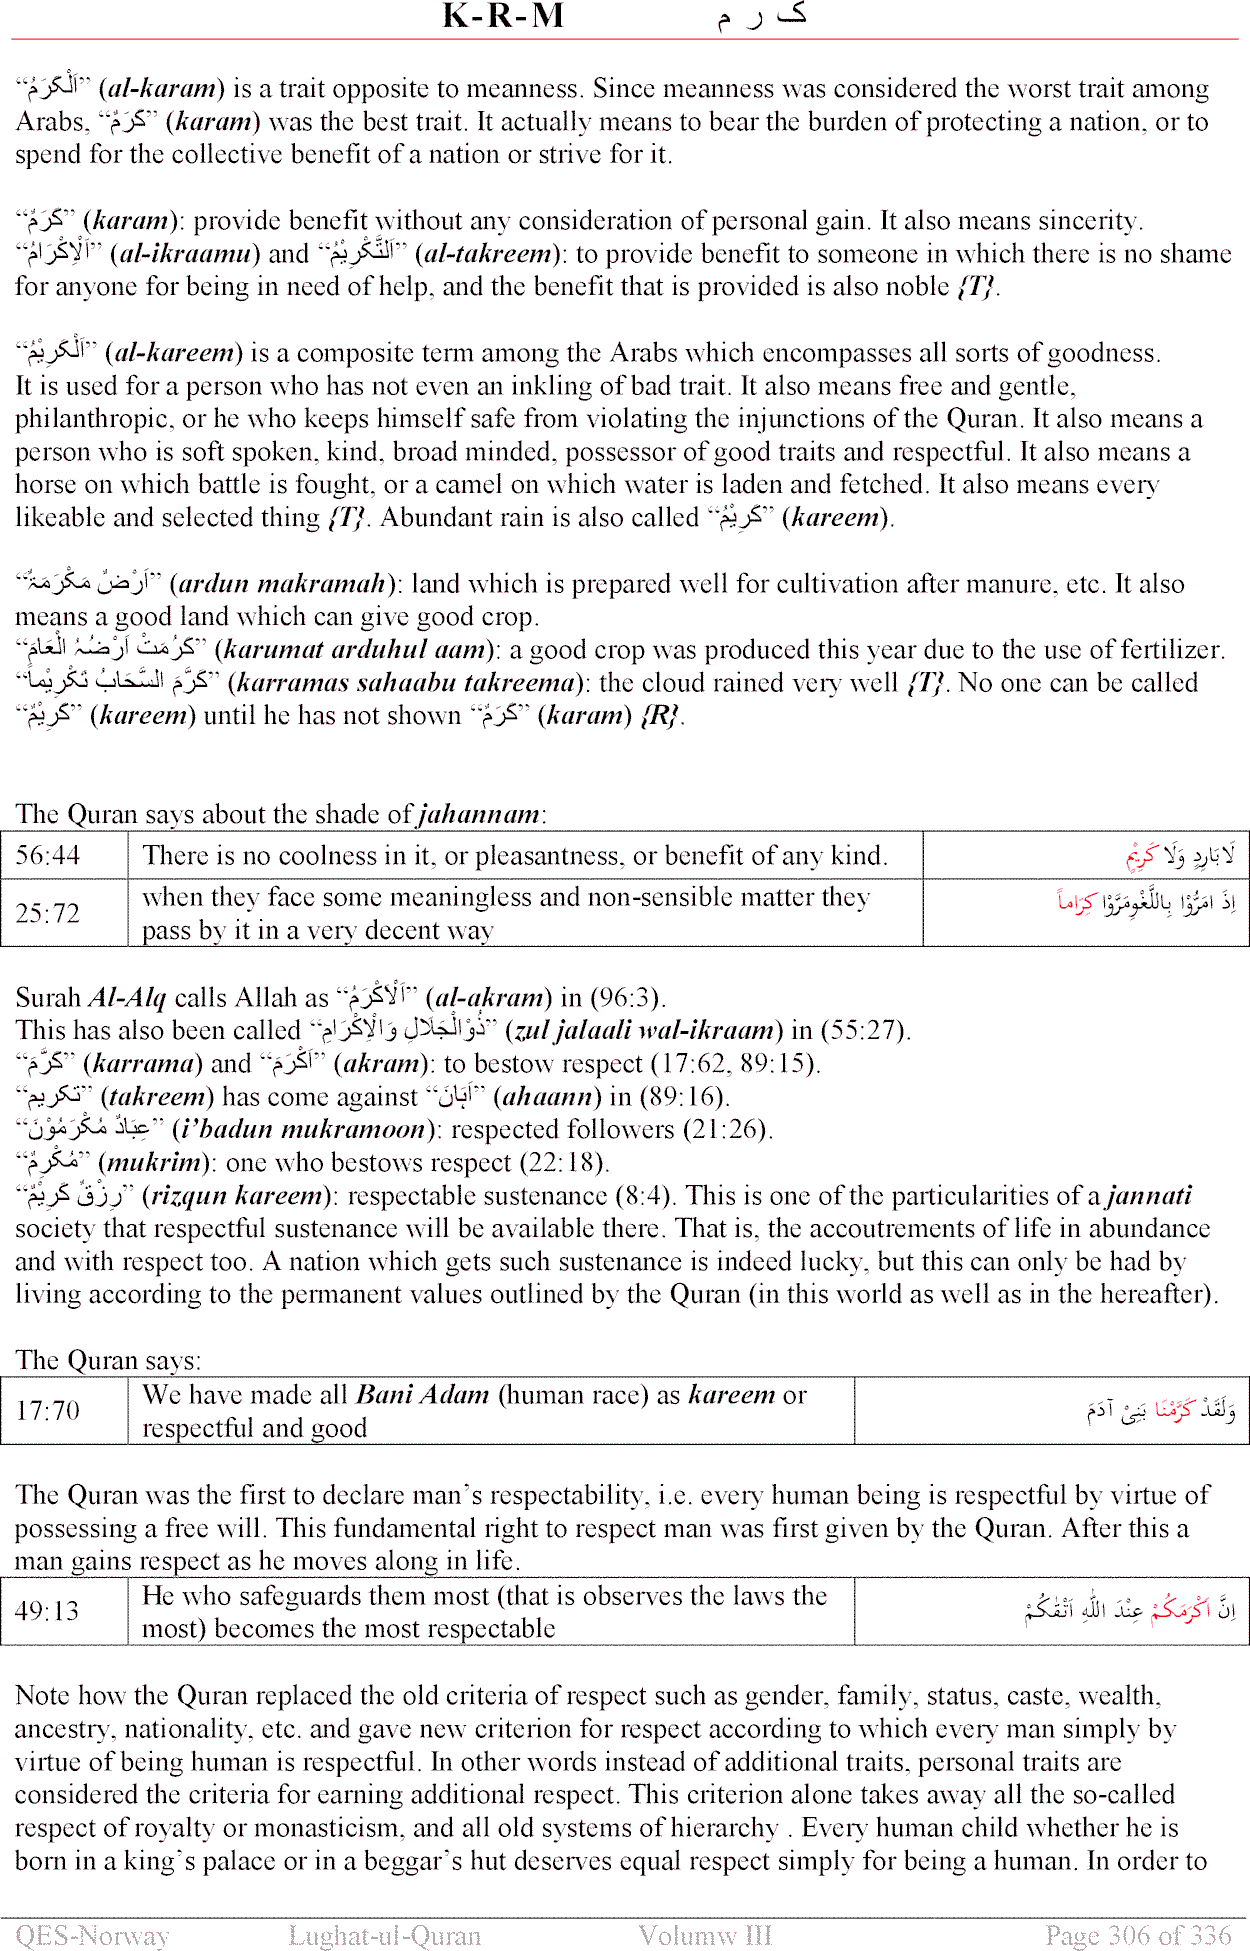 K-R-M ک ر م
“اَلْکَرَمُ” (al-karam) is a trait opposite to meanness. Since meanness was considered the worst trait among
Arabs, “کَرَمٌ” (karam) was the best trait. It actually means to bear the burden of protecting a nation, or to
spend for the collective benefit of a nation or strive for it.
“کَرَمٌ” (karam): provide benefit without any consideration of personal gain. It also means sincerity.
“اَلْاِکْرَامُ” (al-ikraamu) and “اَلتَّکْرِیْمُ” (al-takreem): to provide benefit to someone in which there is no shame
for anyone for being in need of help, and the benefit that is provided is also noble {T}.
“اَلْکَرِیْمُ” (al-kareem) is a composite term among the Arabs which encompasses all sorts of goodness.
It is used for a person who has not even an inkling of bad trait. It also means free and gentle,
philanthropic, or he who keeps himself safe from violating the injunctions of the Quran. It also means a
person who is soft spoken, kind, broad minded, possessor of good traits and respectful. It also means a
horse on which battle is fought, or a camel on which water is laden and fetched. It also means every
likeable and selected thing {T}. Abundant rain is also called “کَرِیْمٌ” (kareem).
“اَرْضٌ مَکْرَمَۃٌ” (ardun makramah): land which is prepared well for cultivation after manure, etc. It also
means a good land which can give good crop.
“کَرُمَتْ اَرْضُہُ الْعَامَ” (karumat arduhul aam): a good crop was produced this year due to the use of fertilizer.
“کَرَّمَ السَّحَابُ تَکْرِیْماً” (karramas sahaabu takreema): the cloud rained very well {T}. No one can be called
“کَرِیْمٌ” (kareem) until he has not shown “کَرَمٌ” (karam) {R}.
The Quran says about the shade of jahannam:
56:44 There is no coolness in it, or pleasantness, or benefit of any kind. لَا بَارِدٍ وَلَا کَرِیْمٍ
25:72 when they face some meaningless and non-sensible matter they اِذَ امَرُّوْا بِاللَّغْوِمَرَّوْا کِرَاماً
pass by it in a very decent way
Surah Al-Alq calls Allah as “اَلْاَکْرَمُ” (al-akram) in (96:3).
This has also been called “ذُوْالْجَلَالِ وَالْاِکْرَامِ” (zul jalaali wal-ikraam) in (55:27).
“کَرَّمَ” (karrama) and “اَکْرَمَ” (akram): to bestow respect (17:62, 89:15).
“تکریم” (takreem) has come against “اَہَانَ” (ahaann) in (89:16).
“عِبَادٌ مُکْرَمُوْنَ” (i’badun mukramoon): respected followers (21:26).
“مُکْرِمٌ” (mukrim): one who bestows respect (22:18).
“رِزْقٌ کَرِیْمٌ” (rizqun kareem): respectable sustenance (8:4). This is one of the particularities of a jannati
society that respectful sustenance will be available there. That is, the accoutrements of life in abundance
and with respect too. A nation which gets such sustenance is indeed lucky, but this can only be had by
living according to the permanent values outlined by the Quran (in this world as well as in the hereafter).
The Quran says:
17:70 We have made all Bani Adam (human race) as kareem or وَلَقَدْ کَرَّمْنَا بَنِیْ آدَمَ
respectful and good
The Quran was the first to declare man’s respectability, i.e. every human being is respectful by virtue of
possessing a free will. This fundamental right to respect man was first given by the Quran. After this a
man gains respect as he moves along in life.
49:13 He who safeguards them most (that is observes the laws the اِنَّ اَکْرَمَکُمْ عِنْدَ اللّٰہِ اَتْقٰکُمْ
most) becomes the most respectable
Note how the Quran replaced the old criteria of respect such as gender, family, status, caste, wealth,
ancestry, nationality, etc. and gave new criterion for respect according to which every man simply by
virtue of being human is respectful. In other words instead of additional traits, personal traits are
considered the criteria for earning additional respect. This criterion alone takes away all the so-called
respect of royalty or monasticism, and all old systems of hierarchy . Every human child whether he is
born in a king’s palace or in a beggar’s hut deserves equal respect simply for being a human. In order to
QES-Norway Lughat-ul-Quran Volumw III Page 306 of 336